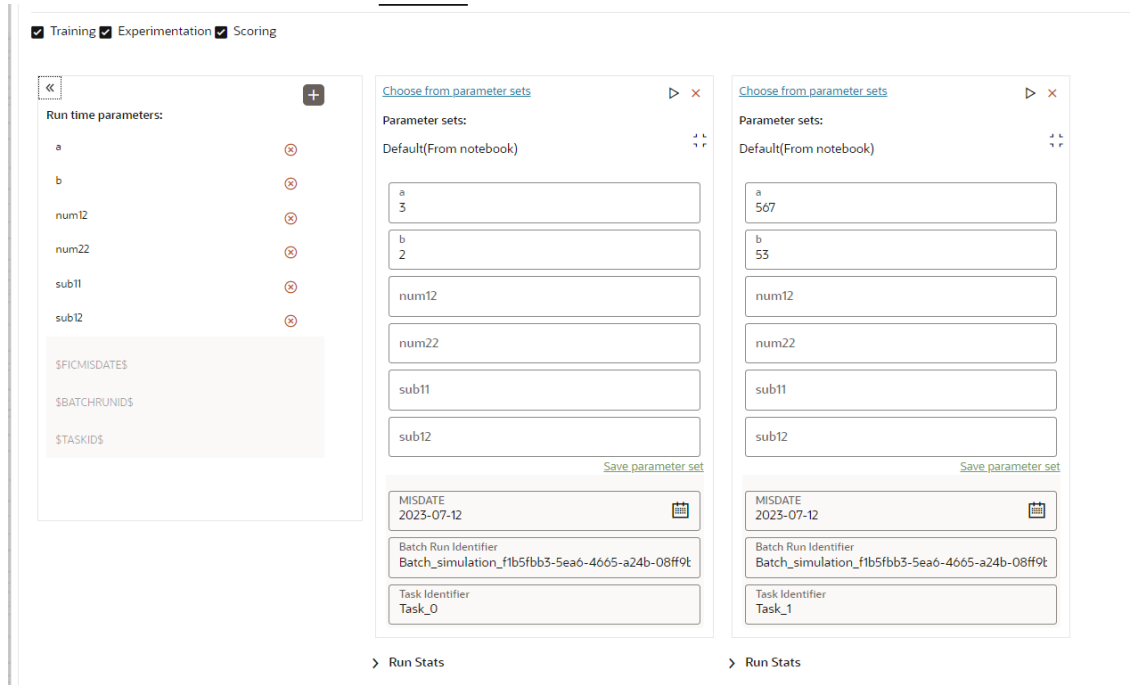 Training Experimentation Scoring
«
+
Run time parameters:
a
b
num12
num22
sub11
sub12
$FICMISDATE$
$BATCHRUNID$
$TASKID$
Choose from parameter sets
Parameter sets:
Default(From notebook)
a
3
b
2
num12
num22
sub11
sub12
Save parameter set
MISDATE
2023-07-12
Batch Run Identifier
Batch_simulation_f1b5fbb3-5ea6-4665-a24b-08ff9b
Task Identifier
Task_0
Run Stats
Choose from parameter sets
Parameter sets:
Default(From notebook)
a
567
b
53
num12
num22
sub11
sub12
Save parameter set
MISDATE
2023-07-12
Batch Run Identifier
Batch_simulation_f1b5fbb3-5ea6-4665-a24b-08ff9b
Task Identifier
Task_1
Run Stats